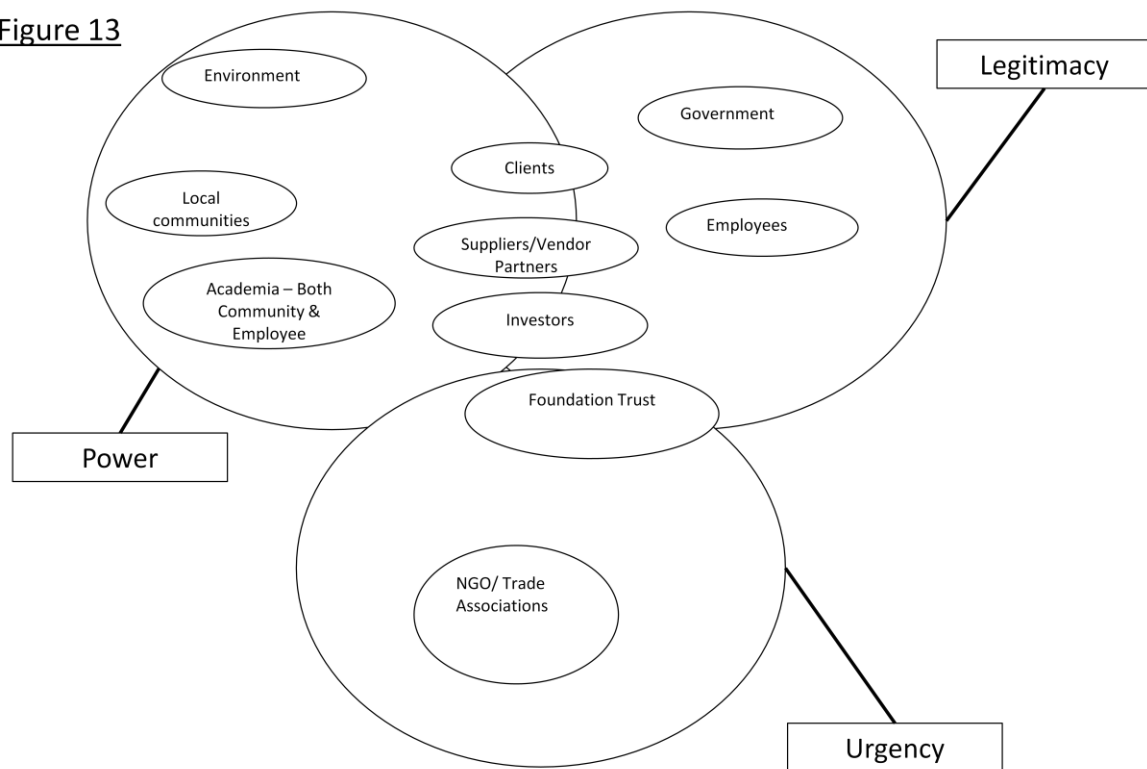 Figure 13
Environment
Legitimacy
Government
Clients
Local
communities
Employees
Suppliers/Vendor
Partners
Academia – Both
Community &
Employee
Investors
Foundation Trust
Power
NGO/ Trade
Associations
Urgency